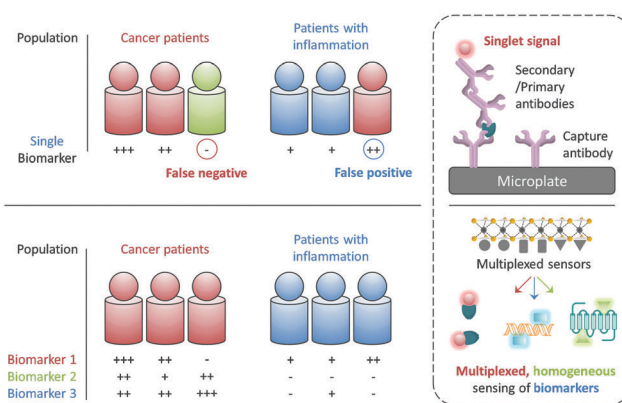 Population
Cancer patients
Patients with
inflammation
Single
Biomarker
+++ ++ - + + ++
False negative
False positive
Singlet signal
Secondary
/Primary
antibodies
Capture
antibody
Microplate
Population
Cancer patients
Patients with
inflammation
Biomarker 1 +++ ++ - + + ++
Biomarker 2 ++ + ++ - - -
Biomarker 3 ++ ++ +++ - + -
Multiplexed sensors
Multiplexed, homogeneous
sensing of biomarkers